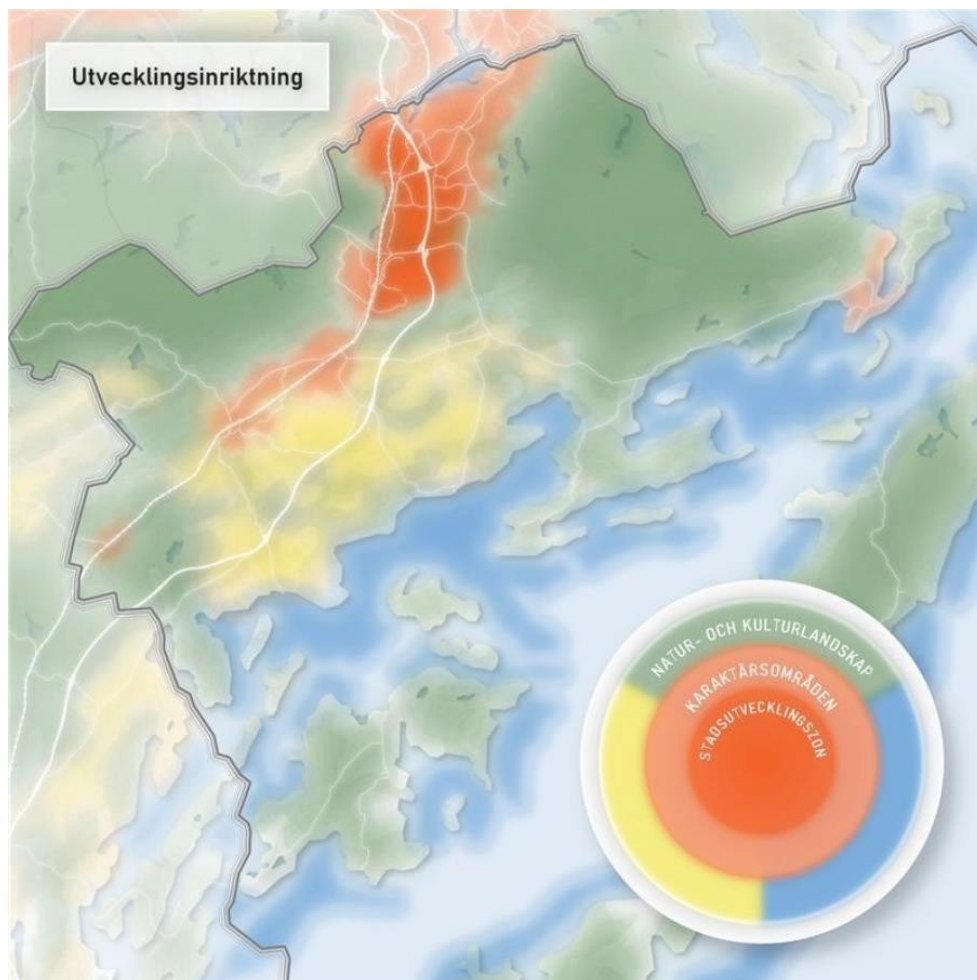 Utvecklingsinriktning
NATUR- OCH KULTURLANDSKAP
KARAKTÄRSOMRÅDEN
STADSUTVECKLINGSZON